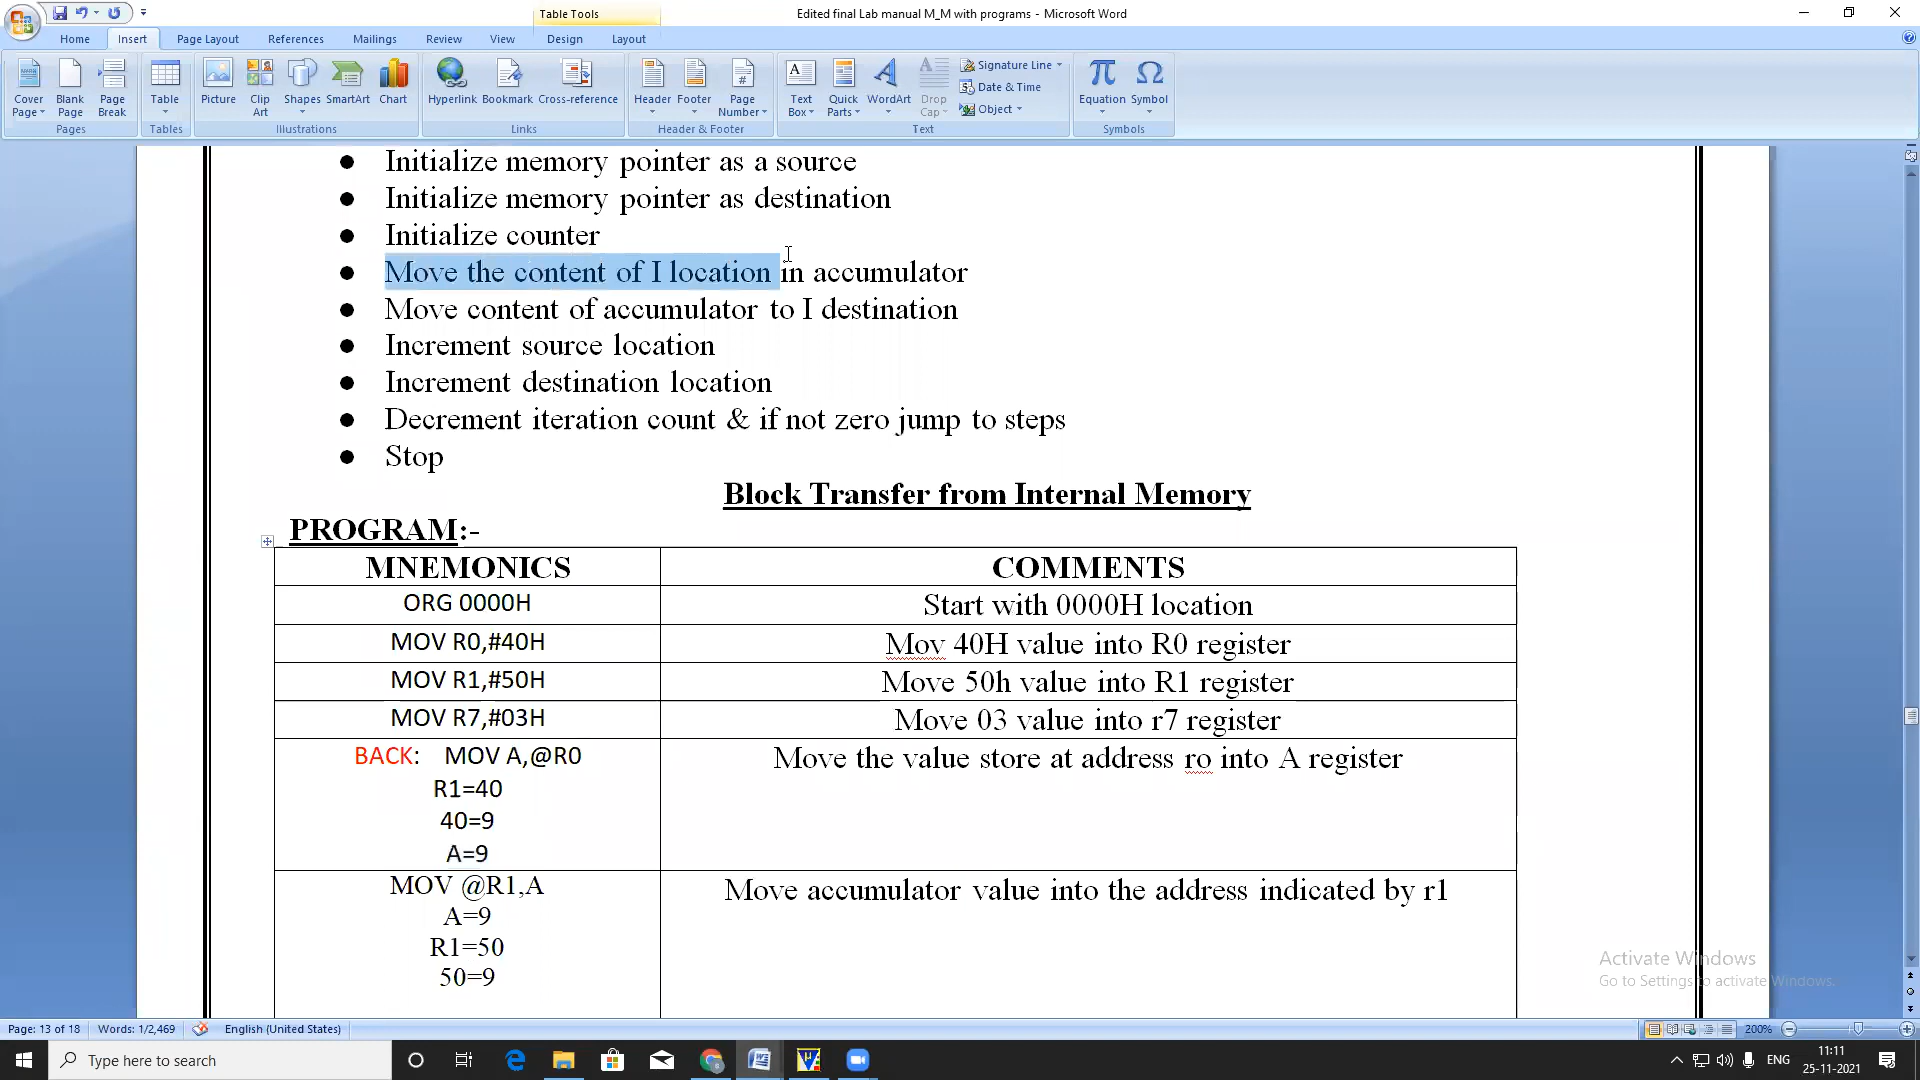 Table Tools
Edited final Lab manual M_M with programs - Microsoft Word
Home Insert Page Layout References Mailings Review View Design Layout
Cover Page Blank Page Page Break Table Picture Clip Art Shapes SmartArt Chart Hyperlink Bookmark Cross-reference Header Footer Page Number Text Box Quick Parts WordArt Drop Cap Signature Line Date & Time Object Equation Symbol
Pages Tables Illustrations Links Header & Footer Text Symbols
● Initialize memory pointer as a source
● Initialize memory pointer as destination
● Initialize counter
● Move the content of I location in accumulator
● Move content of accumulator to I destination
● Increment source location
● Increment destination location
● Decrement iteration count & if not zero jump to steps
● Stop
Block Transfer from Internal Memory
PROGRAM:-
MNEMONICS COMMENTS
ORG 0000H Start with 0000H location
MOV R0,#40H Mov 40H value into R0 register
MOV R1,#50H Move 50h value into R1 register
MOV R7,#03H Move 03 value into r7 register
BACK: MOV A,@R0 Move the value store at address ro into A register
R1=40
40=9
A=9
MOV @R1,A Move accumulator value into the address indicated by r1
A=9
R1=50
50=9
Activate Windows
Go to Settings to activate Windows.
Page: 13 of 18 Words: 1/2,469 English (United States) 200%
Type here to search ENG 11:11
25-11-2021